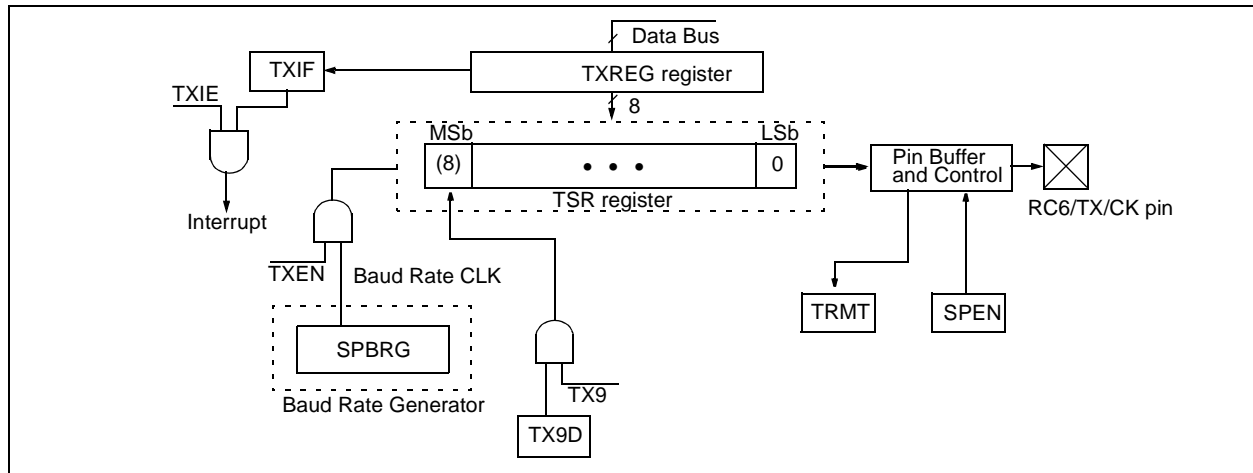 Data Bus
TXIF
TXREG register
TXIE
8
MSb
LSb
(8)
• • •
0
Pin Buffer
and Control
TSR register
Interrupt
RC6/TX/CK pin
TXEN
Baud Rate CLK
TRMT
SPEN
SPBRG
TX9
Baud Rate Generator
TX9D